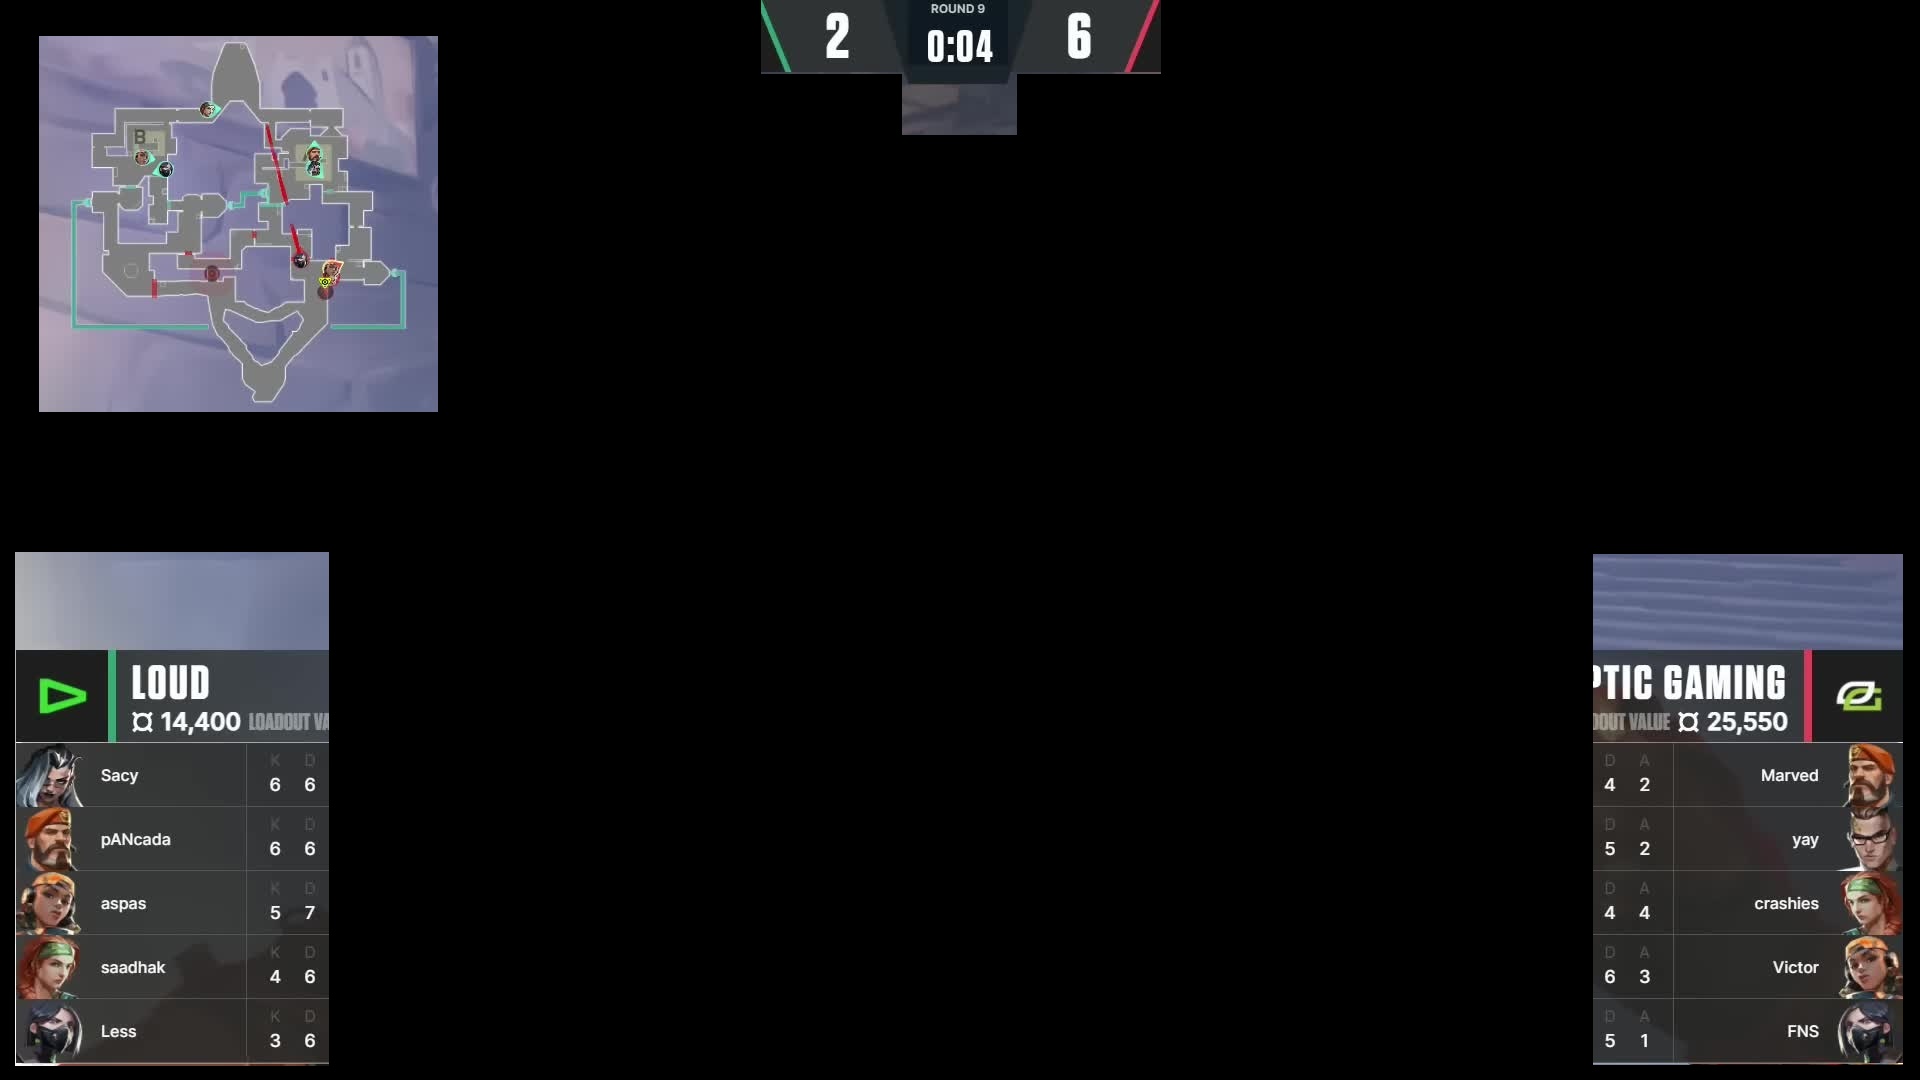 ROUND 9
2
0:04
6
B
LOUD
14,400 LOADOUT VA
K D
Sacy 6 6
K D
pANcada 6 6
K D
aspas 5 7
K D
saadhak 4 6
K D
Less 3 6
PTIC GAMING
DOUT VALUE 25,550
D A
4 2 Marved
D A
5 2 yay
D A
4 4 crashies
D A
6 3 Victor
D A
5 1 FNS